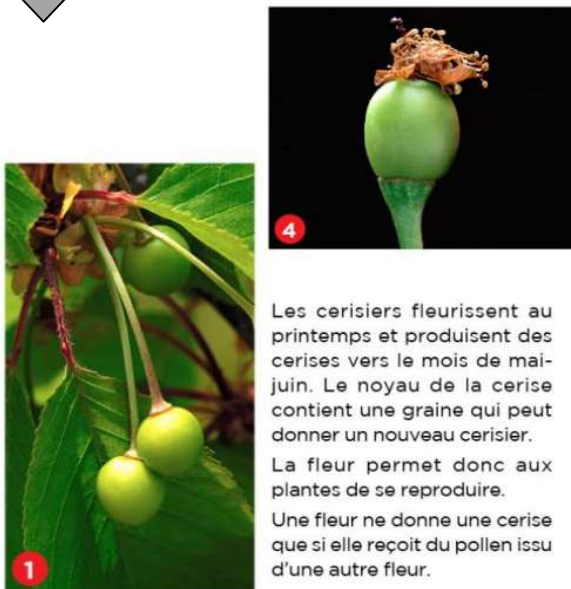 4
Les cerisiers fleurissent au
printemps et produisent des
cerises vers le mois de mai-
juin. Le noyau de la cerise
contient une graine qui peut
donner un nouveau cerisier.
La fleur permet donc aux
plantes de se reproduire.
Une fleur ne donne une cerise
que si elle reçoit du pollen issu
d'une autre fleur.
1